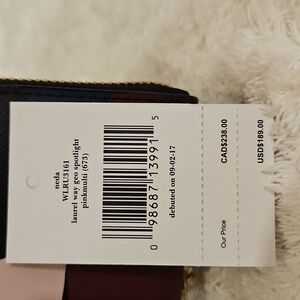 neda
WLRU3161
laurel way geo spotlight
pinkmulti (673)
0 98687 13991 5
debuted on 09-02-17
Our Price
CAD$238.00
USD$189.00